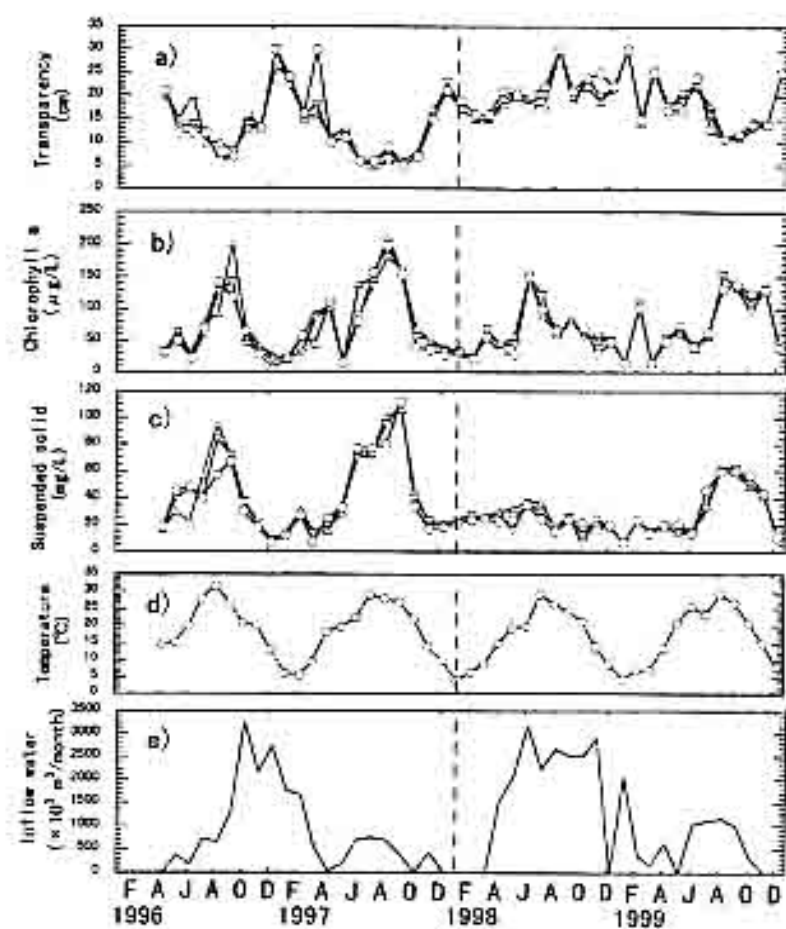 a)
Transparency
(cm)
35
30
25
20
15
10
5
0
b)
Chlorophyll a
(μg/L)
250
200
150
100
50
0
c)
Suspended solid
(mg/L)
120
100
80
60
40
20
0
d)
Temperature
(℃)
35
30
25
20
15
10
5
0
e)
Inflow water
(×10³ m³/month)
3500
3000
2500
2000
1500
1000
500
0
F A J A O D F A J A O D F A J A O D F A J A O D
1996 1997 1998 1999